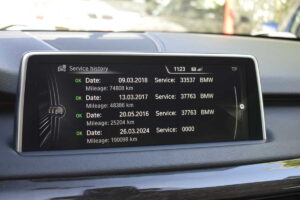 Service history
1123
OK Date: 09.03.2018 Service: 33537 BMW
Mileage: 74808 km
OK Date: 13.03.2017 Service: 37763 BMW
Mileage: 48386 km
OK Date: 20.05.2016 Service: 37763 BMW
Mileage: 25204 km
OK Date: 26.03.2024 Service: 0000
Mileage: 190098 km